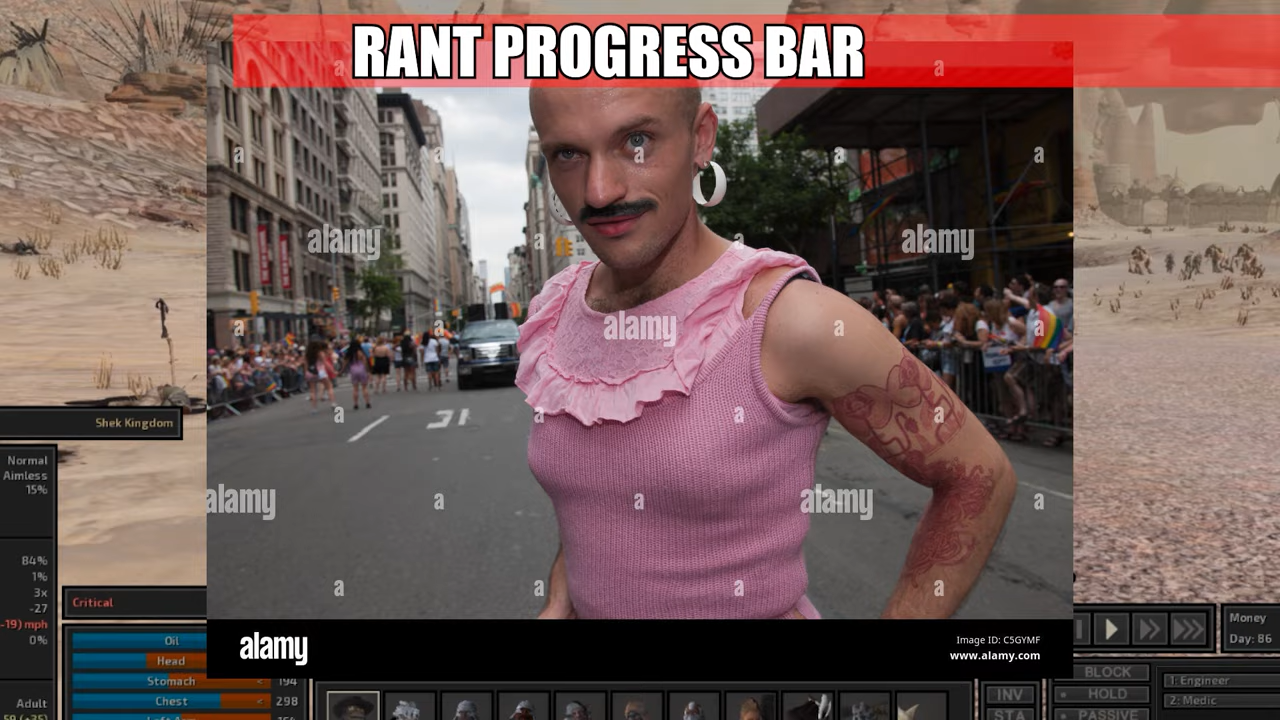 RANT PROGRESS BAR
alamy
alamy
alamy
alamy
alamy
Shek Kingdom
Normal
Aimless
15%
84%
1%
3x
-27
-19) mph
0%
Critical
Oil
Head
Stomach < 194
Chest < 298
Adult
alamy
Image ID: C5GYMF
www.alamy.com
Money
Day: 86
BLOCK
INV
HOLD
PASSIVE
1: Engineer
2: Medic